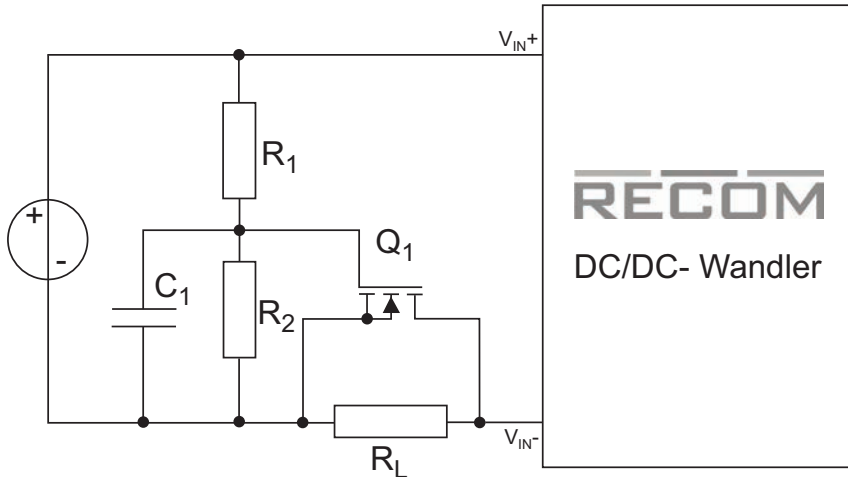 V_IN+
R_1
+
-
Q_1
C_1
R_2
R_L
V_IN-
RECOM
DC/DC- Wandler